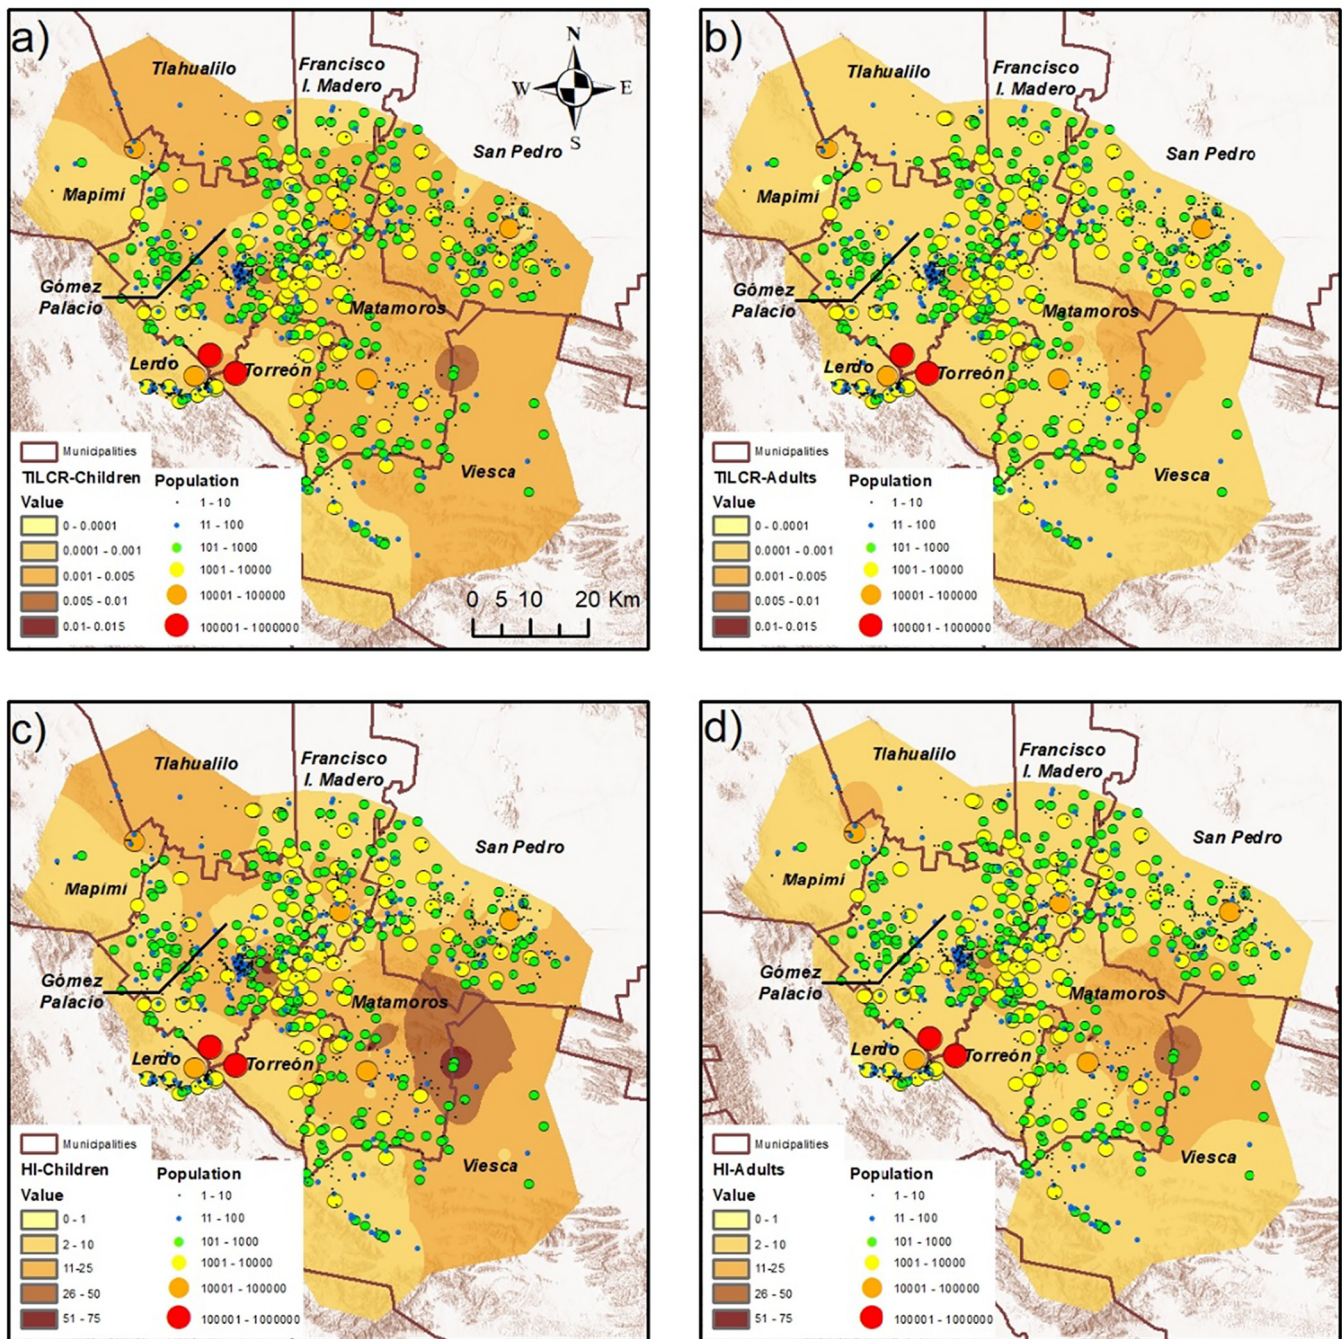 a)
N
W E
S
Tlahualilo
Francisco
I. Madero
San Pedro
Mapimi
Gómez
Palacio
Matamoros
Lerdo
Torreón
Viesca
Municipalities
TILCR-Children
Value
0 - 0.0001
0.0001 - 0.001
0.001 - 0.005
0.005 - 0.01
0.01- 0.015
Population
1 - 10
11 - 100
101 - 1000
1001 - 10000
10001 - 100000
100001 - 1000000
0 5 10 20 Km
b)
Tlahualilo
Francisco
I. Madero
San Pedro
Mapimi
Gómez
Palacio
Matamoros
Lerdo
Torreón
Viesca
Municipalities
TILCR-Adults
Value
0 - 0.0001
0.0001 - 0.001
0.001 - 0.005
0.005 - 0.01
0.01- 0.015
Population
1 - 10
11 - 100
101 - 1000
1001 - 10000
10001 - 100000
100001 - 1000000
c)
Tlahualilo
Francisco
I. Madero
San Pedro
Mapimi
Gómez
Palacio
Matamoros
Lerdo
Torreón
Viesca
Municipalities
HI-Children
Value
0 - 1
2 - 10
11-25
26 - 50
51 - 75
Population
1 - 10
11 - 100
101 - 1000
1001 - 10000
10001 - 100000
100001 - 1000000
d)
Tlahualilo
Francisco
I. Madero
San Pedro
Mapimi
Gómez
Palacio
Matamoros
Lerdo
Torreón
Viesca
Municipalities
HI-Adults
Value
0 - 1
2 - 10
11-25
26 - 50
51 - 75
Population
1 - 10
11 - 100
101 - 1000
1001 - 10000
10001 - 100000
100001 - 1000000